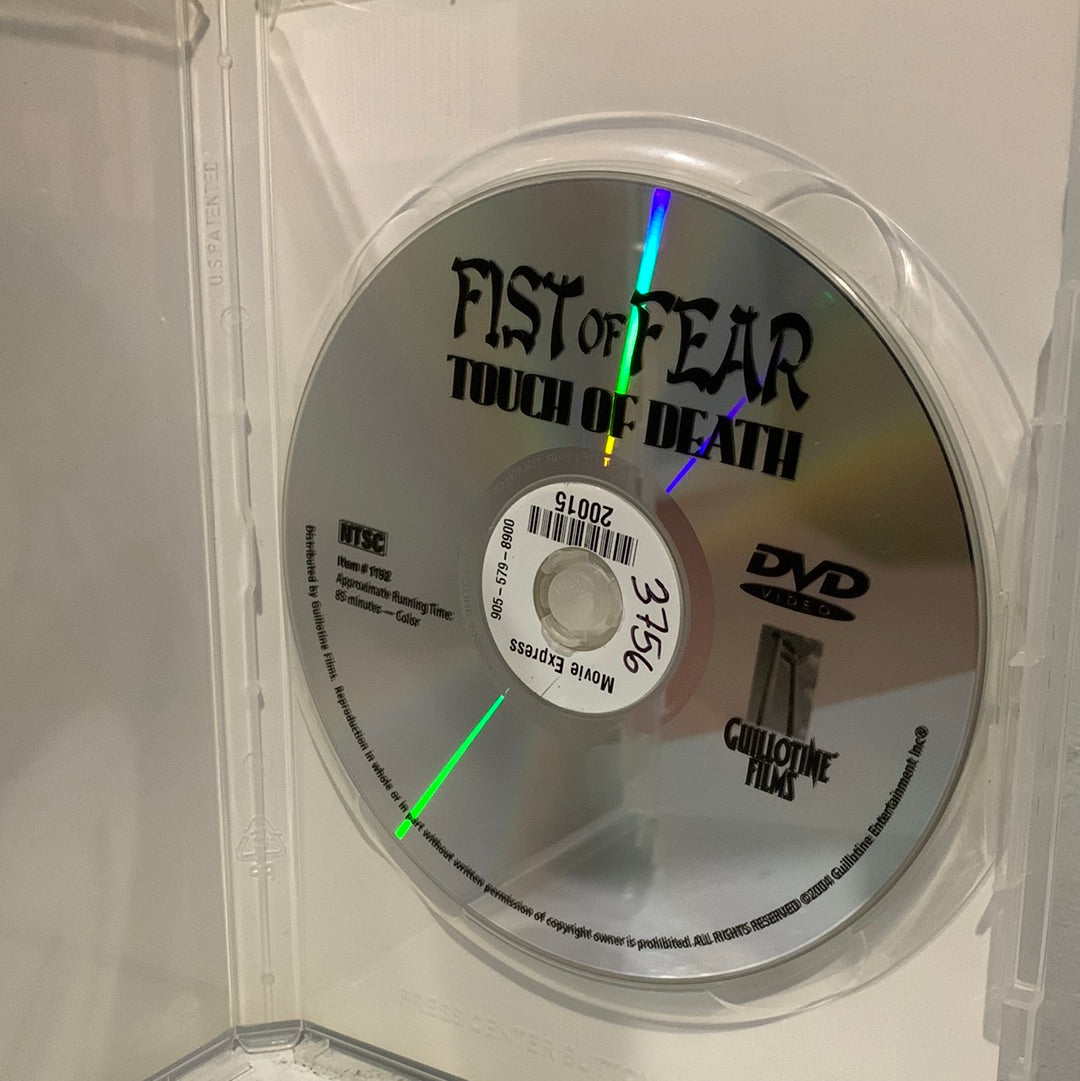 U.S. PATENTED
FIST OF FEAR
TOUCH OF DEATH
20015
905-579-8900
3756
Movie Express
NTSC
Item # 1192
Approximate Running Time:
85 minutes — Color
DVD
VIDEO
GUILLOTINE
FILMS
Distributed by Guillotine Films. Reproduction in whole or in part without written permission of copyright owner is prohibited. ALL RIGHTS RESERVED ©2004 Guillotine Entertainment Inc®
PRESS CENTER